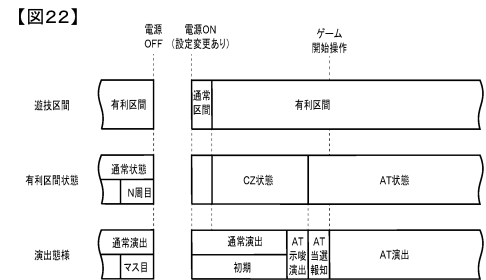 【図22】
電源
OFF
電源ON
(設定変更あり)
ゲーム
開始操作
遊技区間
有利区間
通常
区間
有利区間
有利区間状態
通常状態
N周目
CZ状態
AT状態
演出態様
通常演出
マス目
通常演出
初期
AT
示唆
演出
AT
当選
報知
AT演出